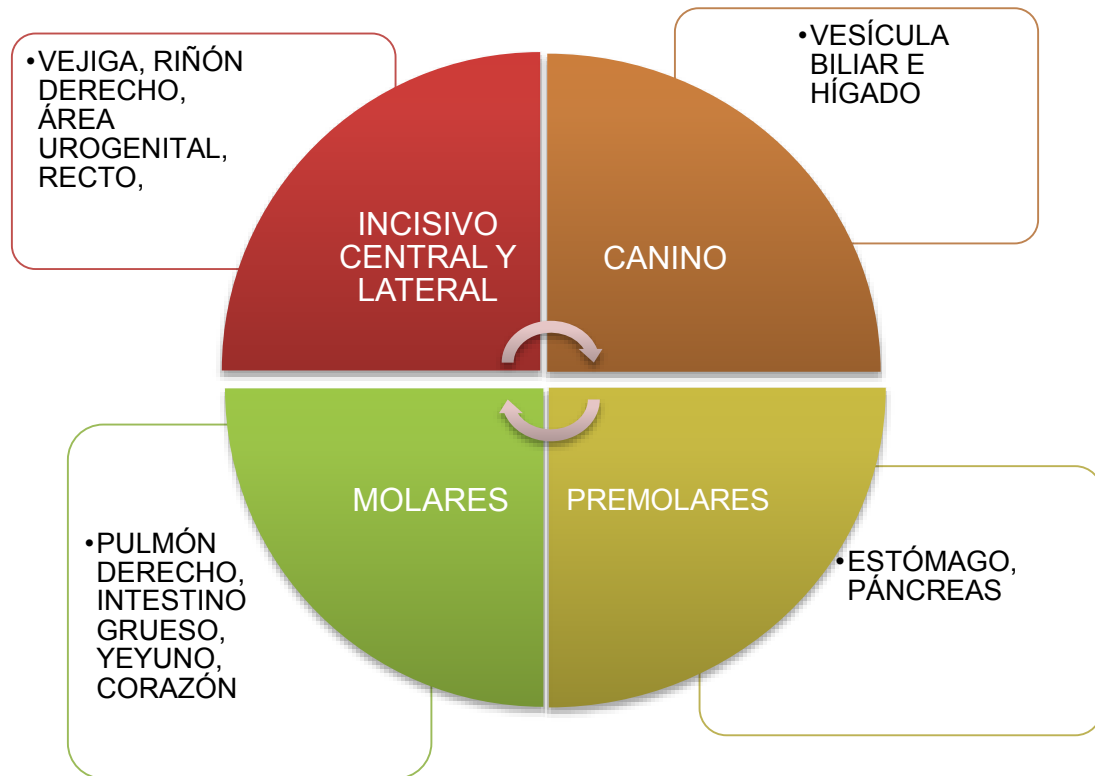 •VEJIGA, RIÑÓN
DERECHO,
ÁREA
UROGENITAL,
RECTO,
•VESÍCULA
BILIAR E
HÍGADO
INCISIVO
CENTRAL Y
LATERAL
CANINO
MOLARES
PREMOLARES
•PULMÓN
DERECHO,
INTESTINO
GRUESO,
YEYUNO,
CORAZÓN
•ESTÓMAGO,
PÁNCREAS